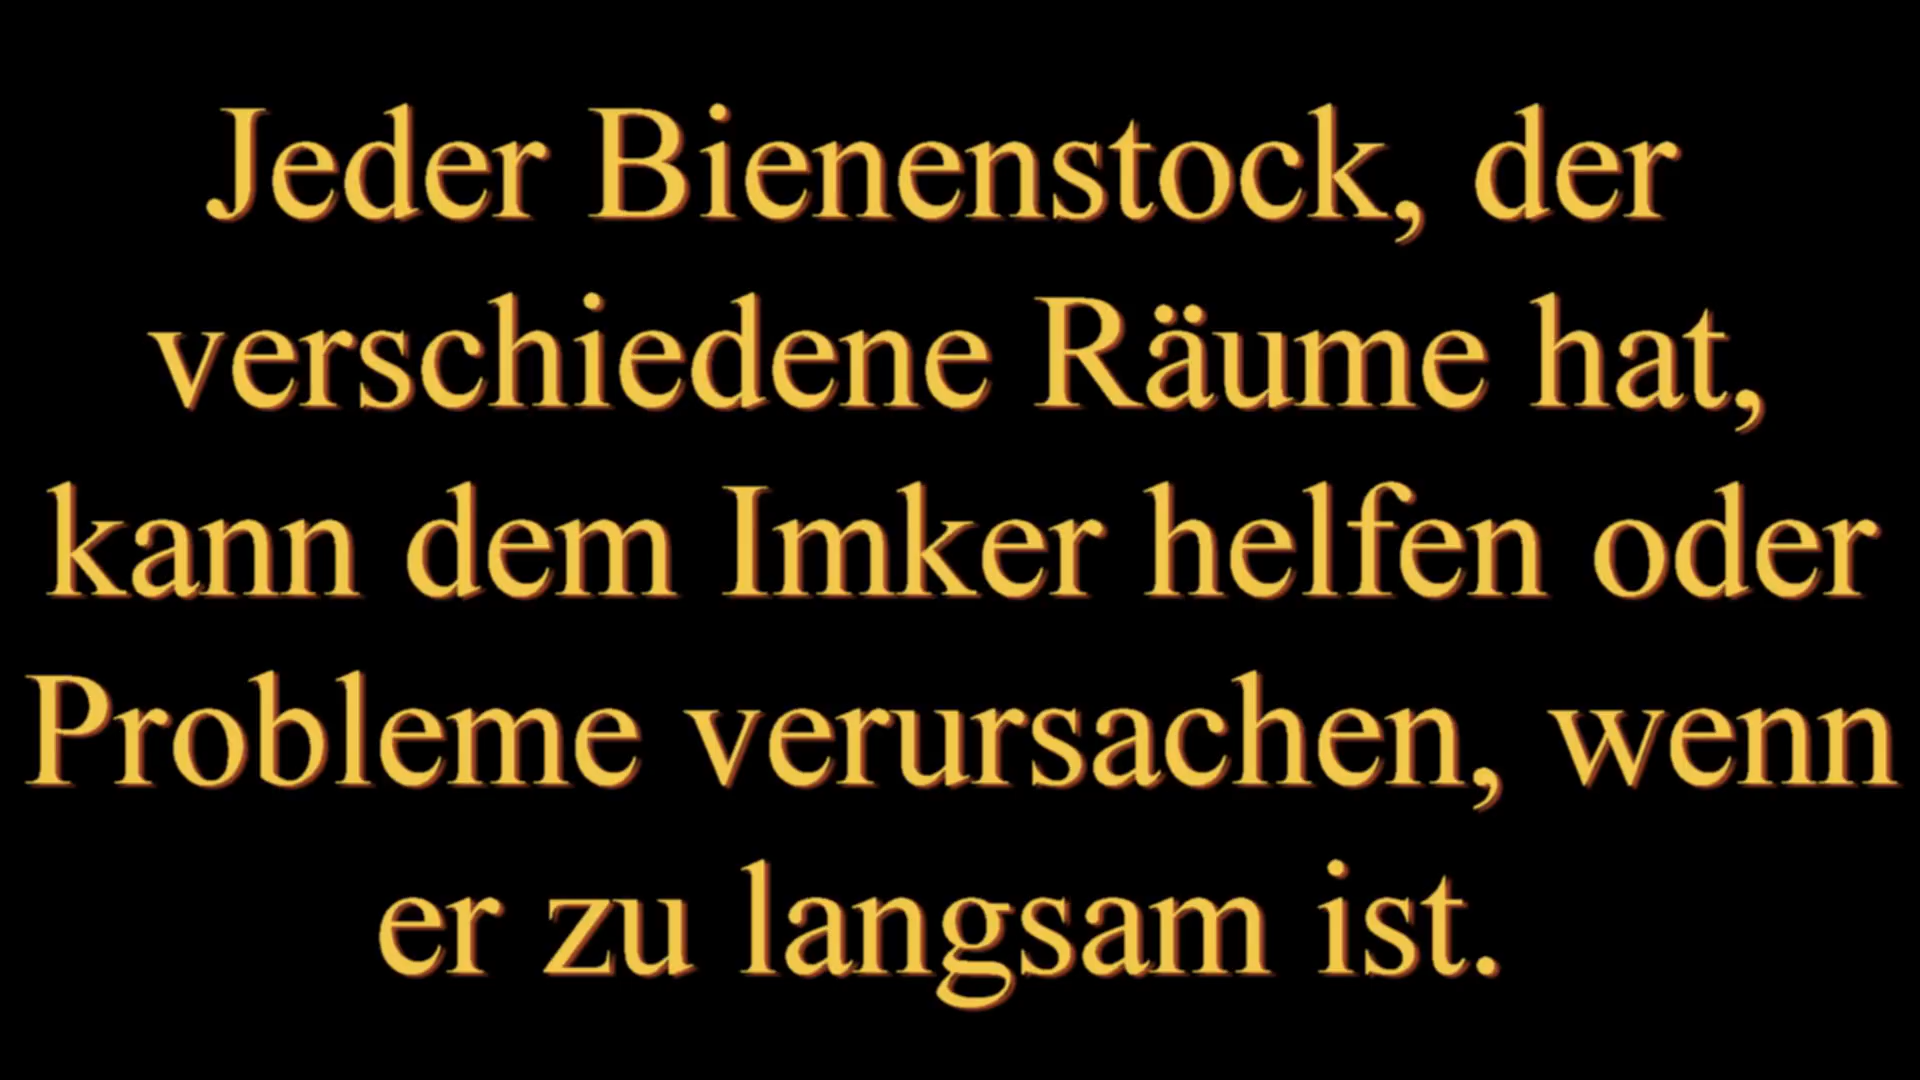 Jeder Bienenstock, der
verschiedene Räume hat,
kann dem Imker helfen oder
Probleme verursachen, wenn
er zu langsam ist.